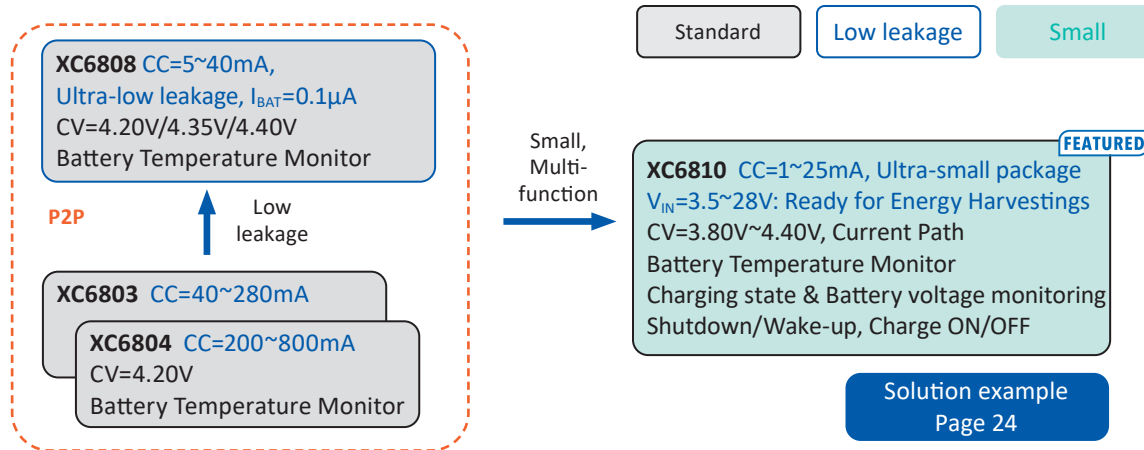 Standard
Low leakage
Small
XC6808 CC=5~40mA,
Ultra-low leakage, IBAT=0.1µA
CV=4.20V/4.35V/4.40V
Battery Temperature Monitor
P2P
Low
leakage
XC6803 CC=40~280mA
XC6804 CC=200~800mA
CV=4.20V
Battery Temperature Monitor
Small,
Multi-
function
FEATURED
XC6810 CC=1~25mA, Ultra-small package
VIN=3.5~28V: Ready for Energy Harvestings
CV=3.80V~4.40V, Current Path
Battery Temperature Monitor
Charging state & Battery voltage monitoring
Shutdown/Wake-up, Charge ON/OFF
Solution example
Page 24